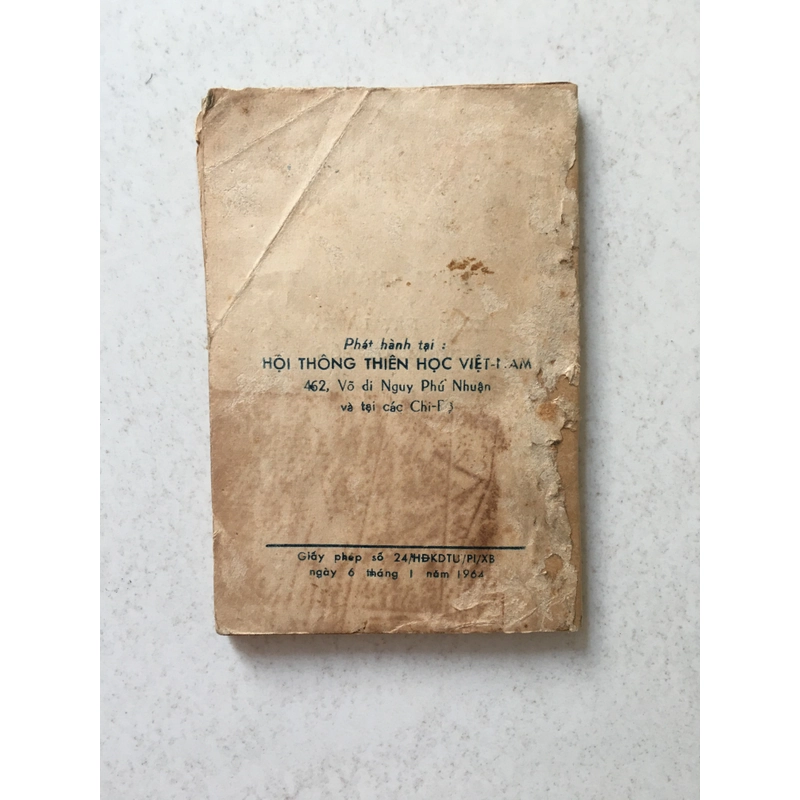 Phát hành tại :
HỘI THÔNG THIÊN HỌC VIỆT-NAM
462, Võ di Nguy Phú Nhuận
và tại các
Giấy phép số 24/HĐKDTU/PI/XB
ngày 6 tháng 1 năm 1964